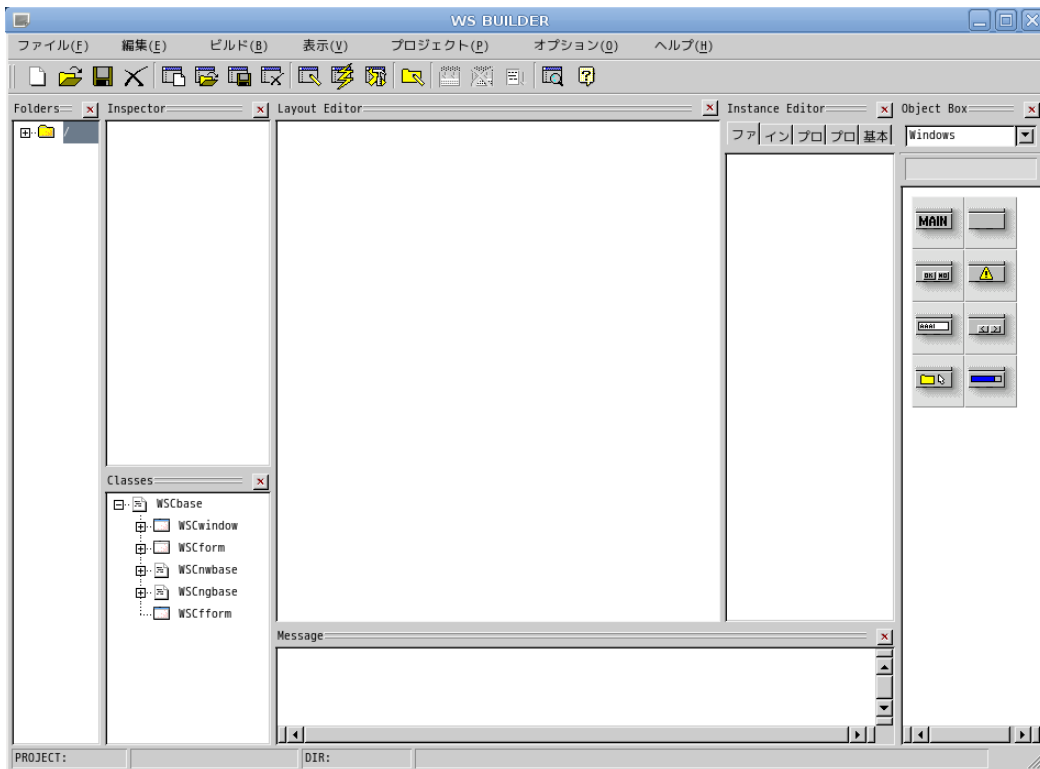 WS BUILDER
ファイル(F) 編集(E) ビルド(B) 表示(V) プロジェクト(P) オプション(O) ヘルプ(H)
Folders
/
Inspector
Layout Editor
Instance Editor
ファ イン プロ プロ 基本
Object Box
Windows
MAIN
OK NO
Classes
WSCbase
WSCwindow
WSCform
WSCnwbase
WSCngbase
WSCfform
Message
PROJECT: DIR: